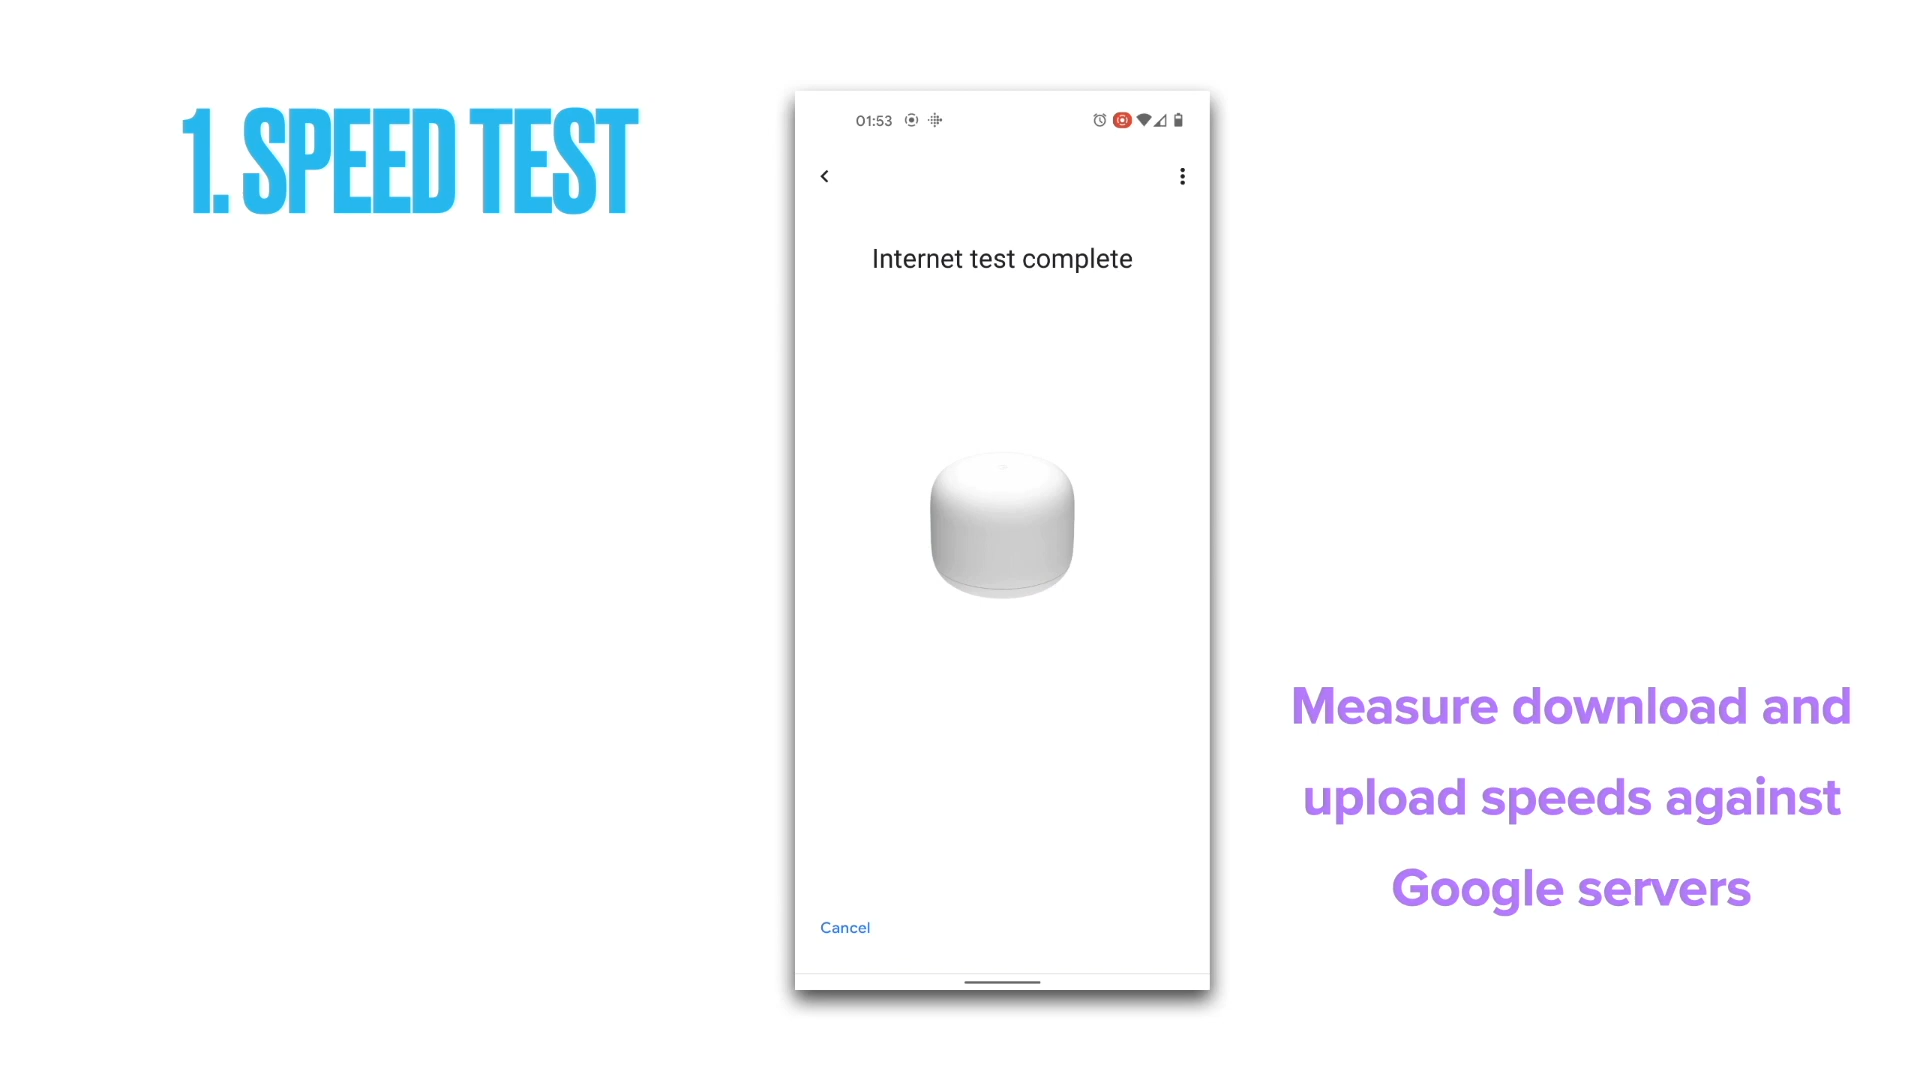 1. SPEED TEST
01:53
Internet test complete
Measure download and
upload speeds against
Google servers
Cancel